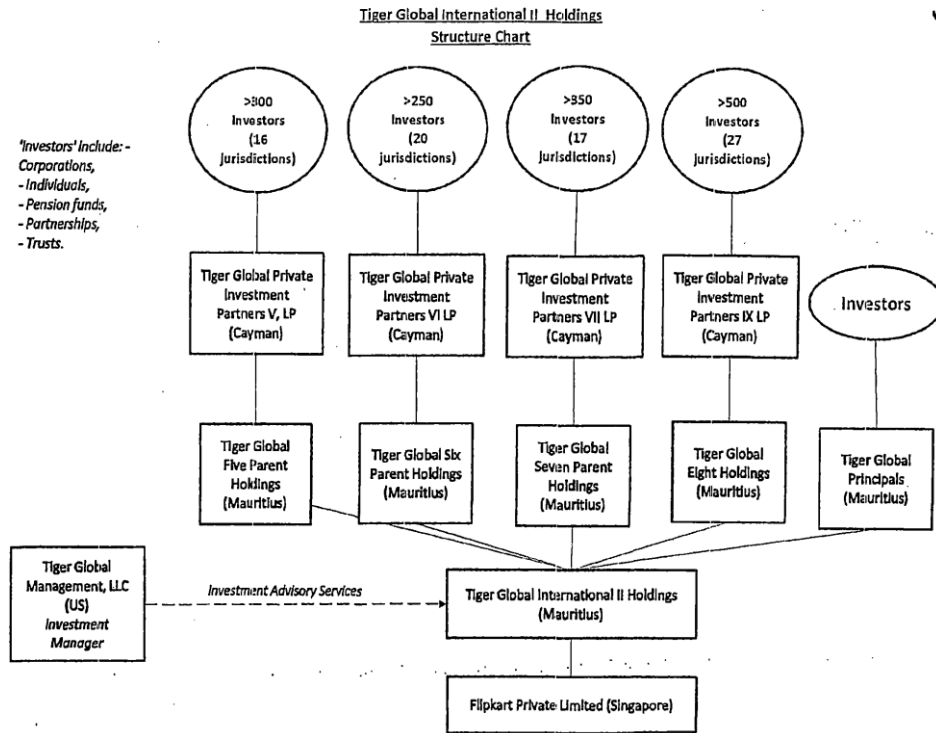 Tiger Global International II Holdings
Structure Chart
>300
Investors
(16
Jurisdictions)
>250
Investors
(20
jurisdictions)
>350
Investors
(17
Jurisdictions)
>500
Investors
(27
Jurisdictions)
'Investors' Include: -
Corporations,
- Individuals,
- Pension funds,
- Partnerships,
- Trusts.
Tiger Global Private
Investment
Partners V, LP
(Cayman)
Tiger Global Private
Investment
Partners VI LP
(Cayman)
Tiger Global Private
Investment
Partners VII LP
(Cayman)
Tiger Global Private
Investment
Partners IX LP
(Cayman)
Investors
Tiger Global
Five Parent
Holdings
(Mauritius)
Tiger Global Six
Parent Holdings
(Mauritius)
Tiger Global
Seven Parent
Holdings
(Mauritius)
Tiger Global
Eight Holdings
(Mauritius)
Tiger Global
Principals
(Mauritius)
Tiger Global
Management, LLC
(US)
Investment
Manager
Investment Advisory Services
Tiger Global International II Holdings
(Mauritius)
Flipkart Private Limited (Singapore)